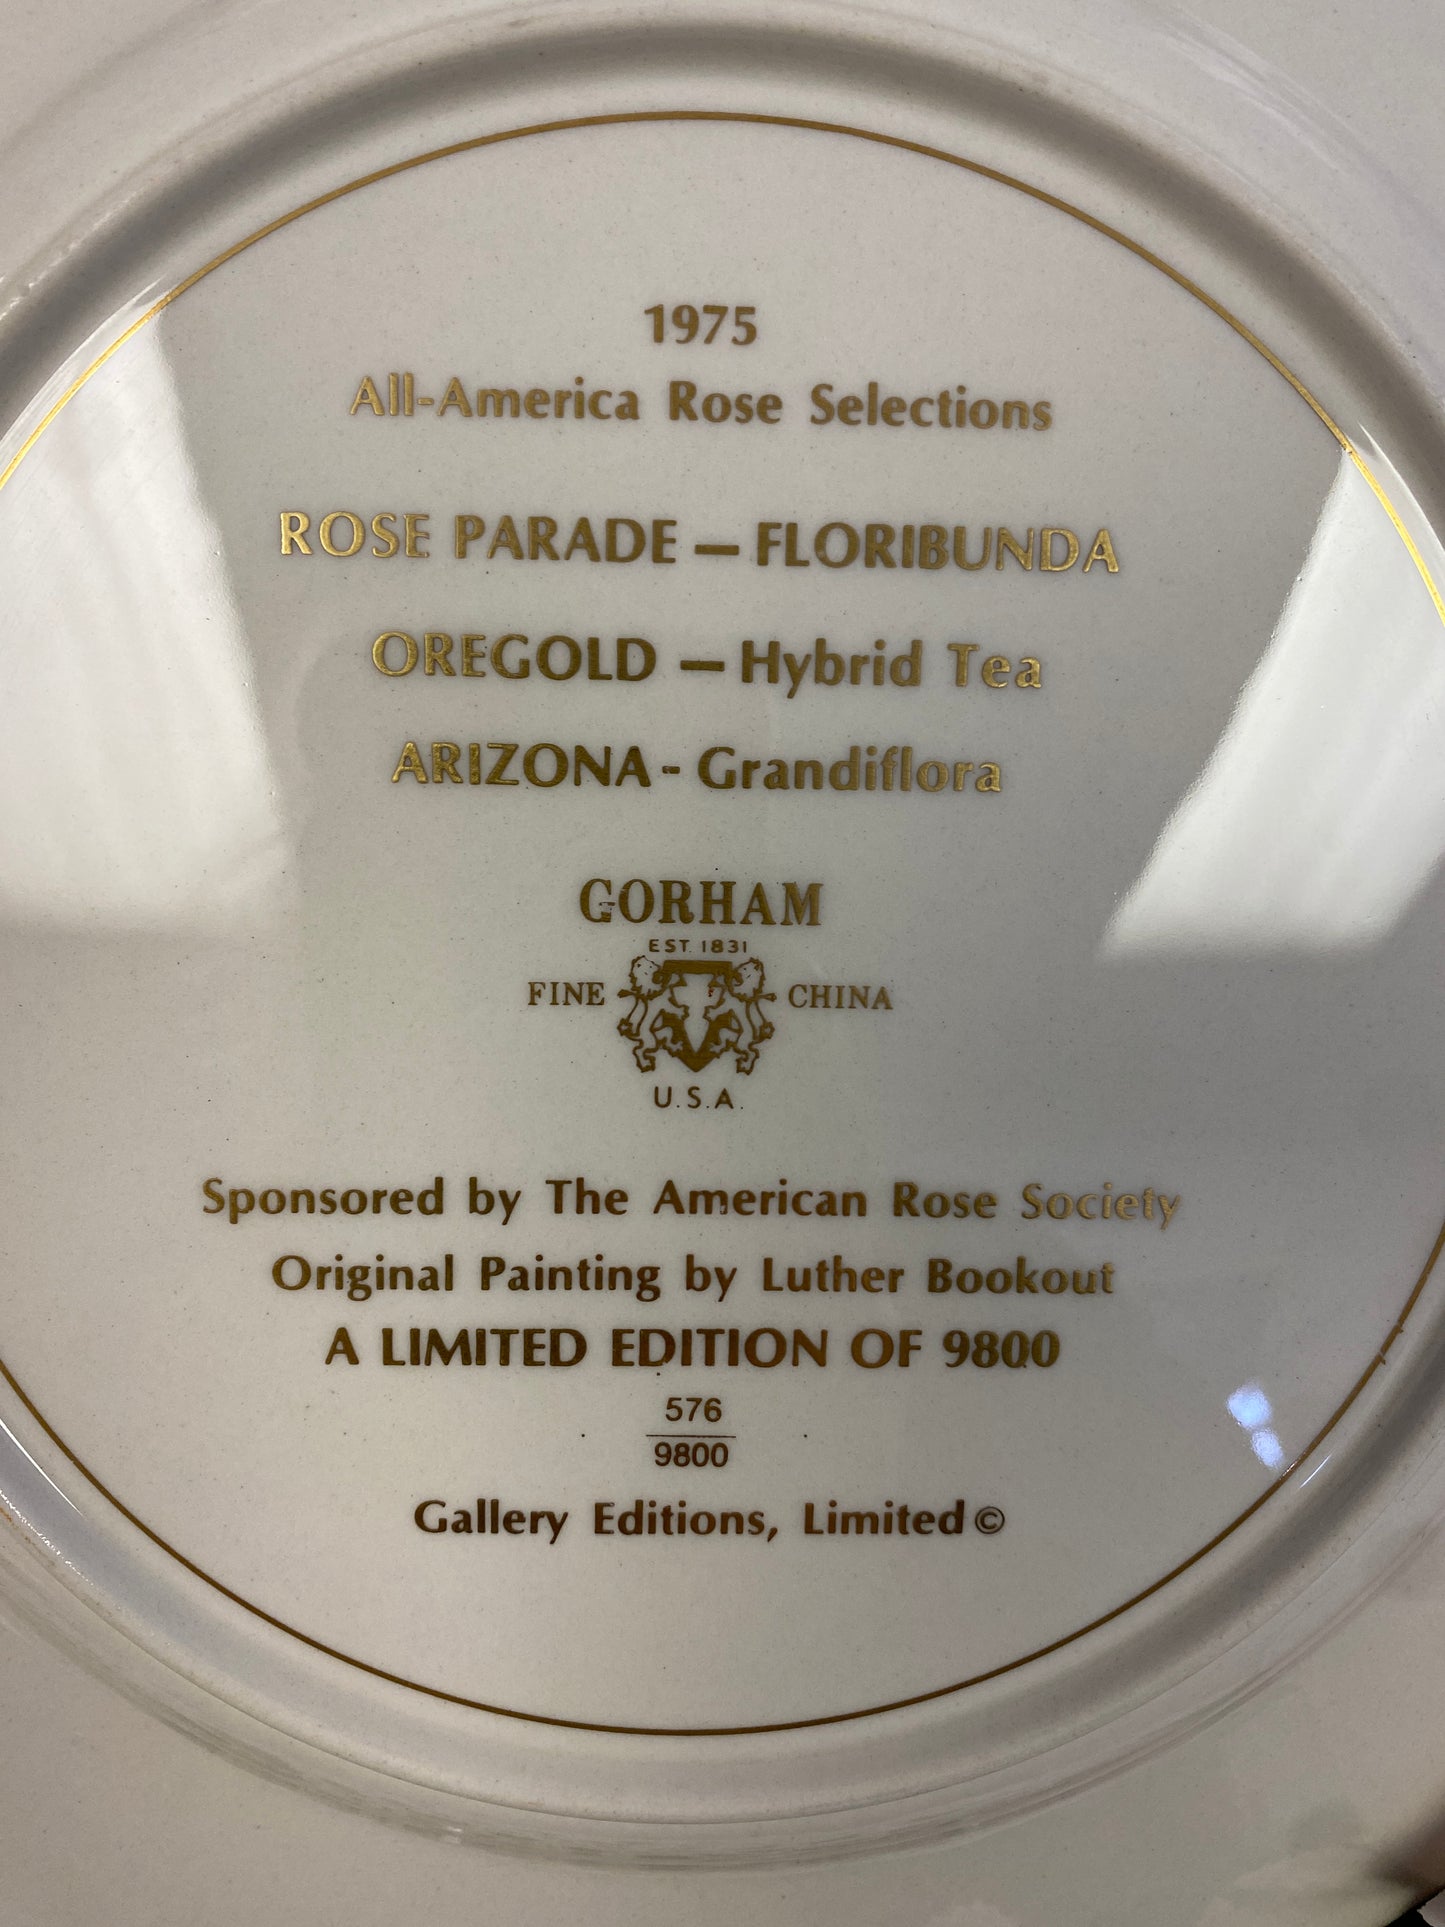 1975
All-America Rose Selections
ROSE PARADE — FLORIBUNDA
OREGOLD — Hybrid Tea
ARIZONA - Grandiflora
GORHAM
EST. 1831
FINE CHINA
U.S.A.
Sponsored by The American Rose Society
Original Painting by Luther Bookout
A LIMITED EDITION OF 9800
576
9800
Gallery Editions, Limited ©